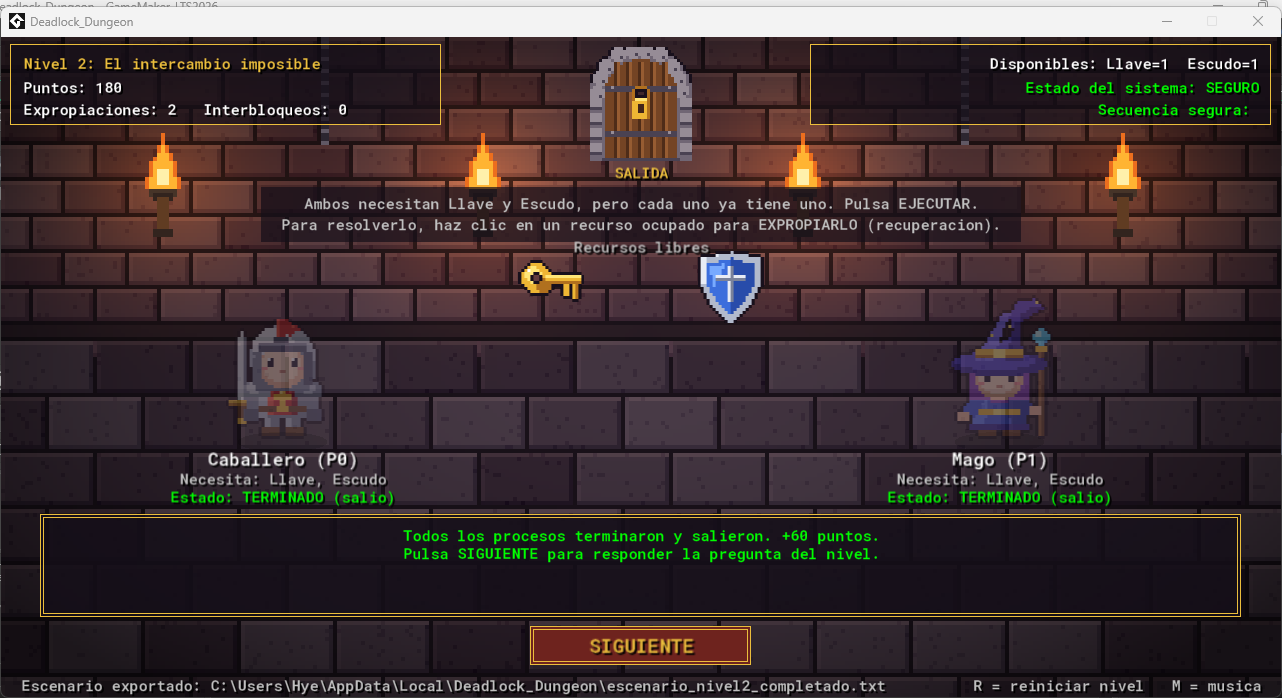 Deadlock_Dungeon
Nivel 2: El intercambio imposible
Puntos: 180
Expropiaciones: 2   Interbloqueos: 0
Disponibles: Llave=1  Escudo=1
Estado del sistema: SEGURO
Secuencia segura:
SALIDA
Ambos necesitan Llave y Escudo, pero cada uno ya tiene uno. Pulsa EJECUTAR.
Para resolverlo, haz clic en un recurso ocupado para EXPROPIARLO (recuperacion).
Recursos libres
Caballero (P0)
Necesita: Llave, Escudo
Estado: TERMINADO (salio)
Mago (P1)
Necesita: Llave, Escudo
Estado: TERMINADO (salio)
Todos los procesos terminaron y salieron. +60 puntos.
Pulsa SIGUIENTE para responder la pregunta del nivel.
SIGUIENTE
Escenario exportado: C:\Users\Hye\AppData\Local\Deadlock_Dungeon\escenario_nivel2_completado.txt
R = reiniciar nivel   M = musica